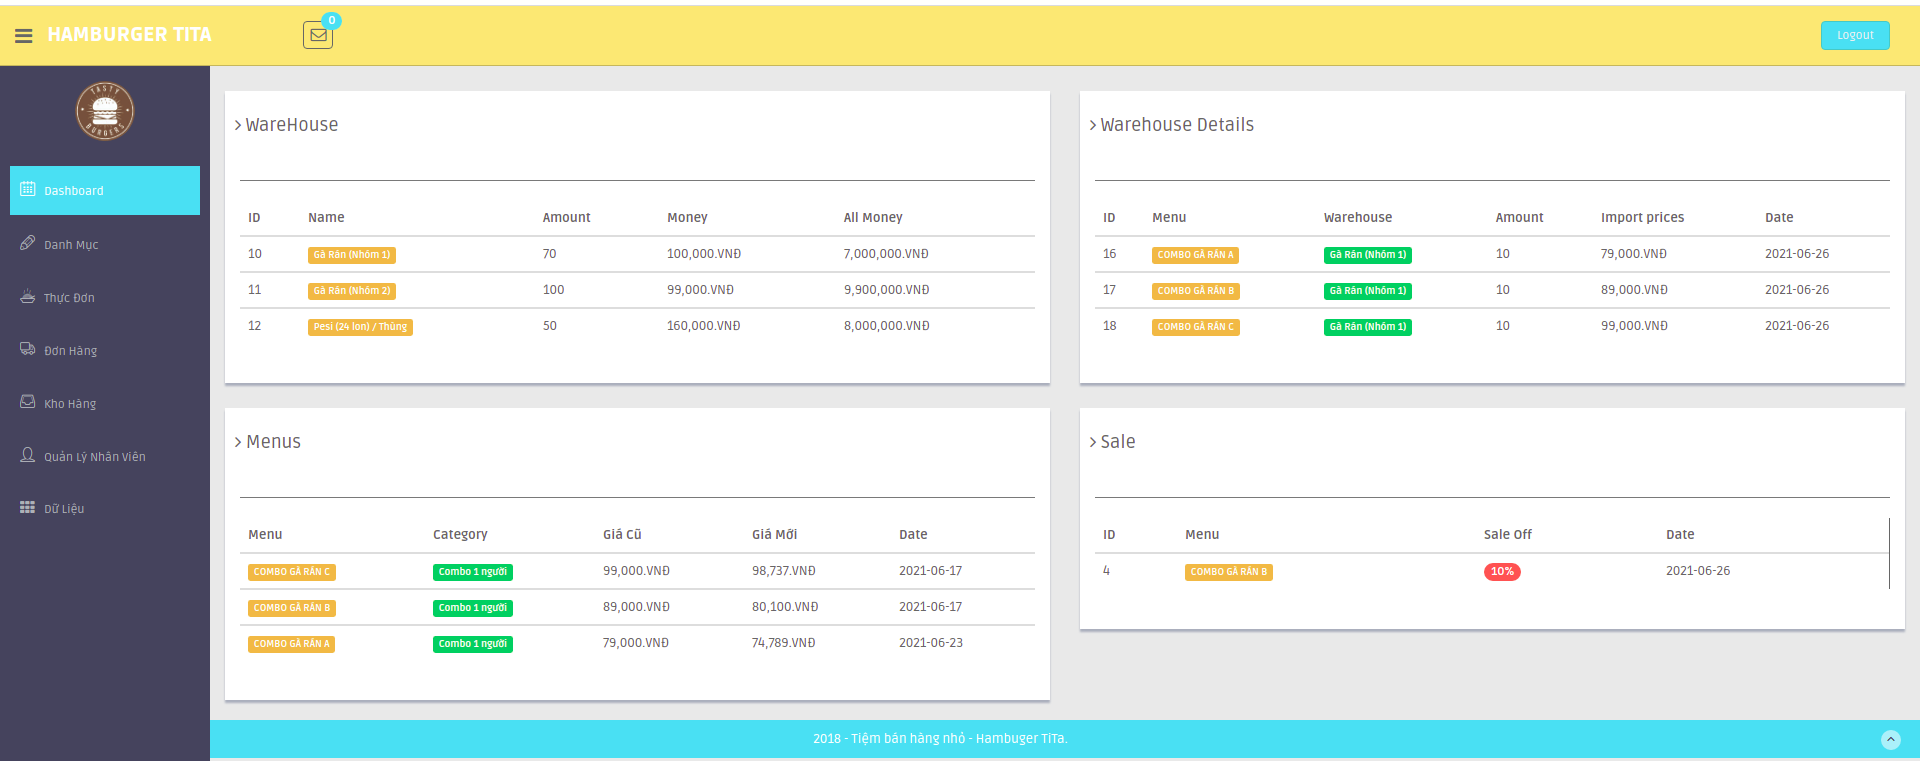 HAMBURGER TITA
0
Logout
TASTY
BURGERS
Dashboard
Danh Mục
Thực Đơn
Đơn Hàng
Kho Hàng
Quản Lý Nhân Viên
Dữ Liệu
WareHouse
ID Name Amount Money All Money
10 Gà Rán (Nhóm 1) 70 100,000.VNĐ 7,000,000.VNĐ
11 Gà Rán (Nhóm 2) 100 99,000.VNĐ 9,900,000.VNĐ
12 Pesi (24 lon) / Thùng 50 160,000.VNĐ 8,000,000.VNĐ
Warehouse Details
ID Menu Warehouse Amount Import prices Date
16 COMBO GÀ RÁN A Gà Rán (Nhóm 1) 10 79,000.VNĐ 2021-06-26
17 COMBO GÀ RÁN B Gà Rán (Nhóm 1) 10 89,000.VNĐ 2021-06-26
18 COMBO GÀ RÁN C Gà Rán (Nhóm 1) 10 99,000.VNĐ 2021-06-26
Menus
Menu Category Giá Cũ Giá Mới Date
COMBO GÀ RÁN C Combo 1 người 99,000.VNĐ 98,737.VNĐ 2021-06-17
COMBO GÀ RÁN B Combo 1 người 89,000.VNĐ 80,100.VNĐ 2021-06-17
COMBO GÀ RÁN A Combo 1 người 79,000.VNĐ 74,789.VNĐ 2021-06-23
Sale
ID Menu Sale Off Date
4 COMBO GÀ RÁN B 10% 2021-06-26
2018 - Tiệm bán hàng nhỏ - Hambuger TiTa.